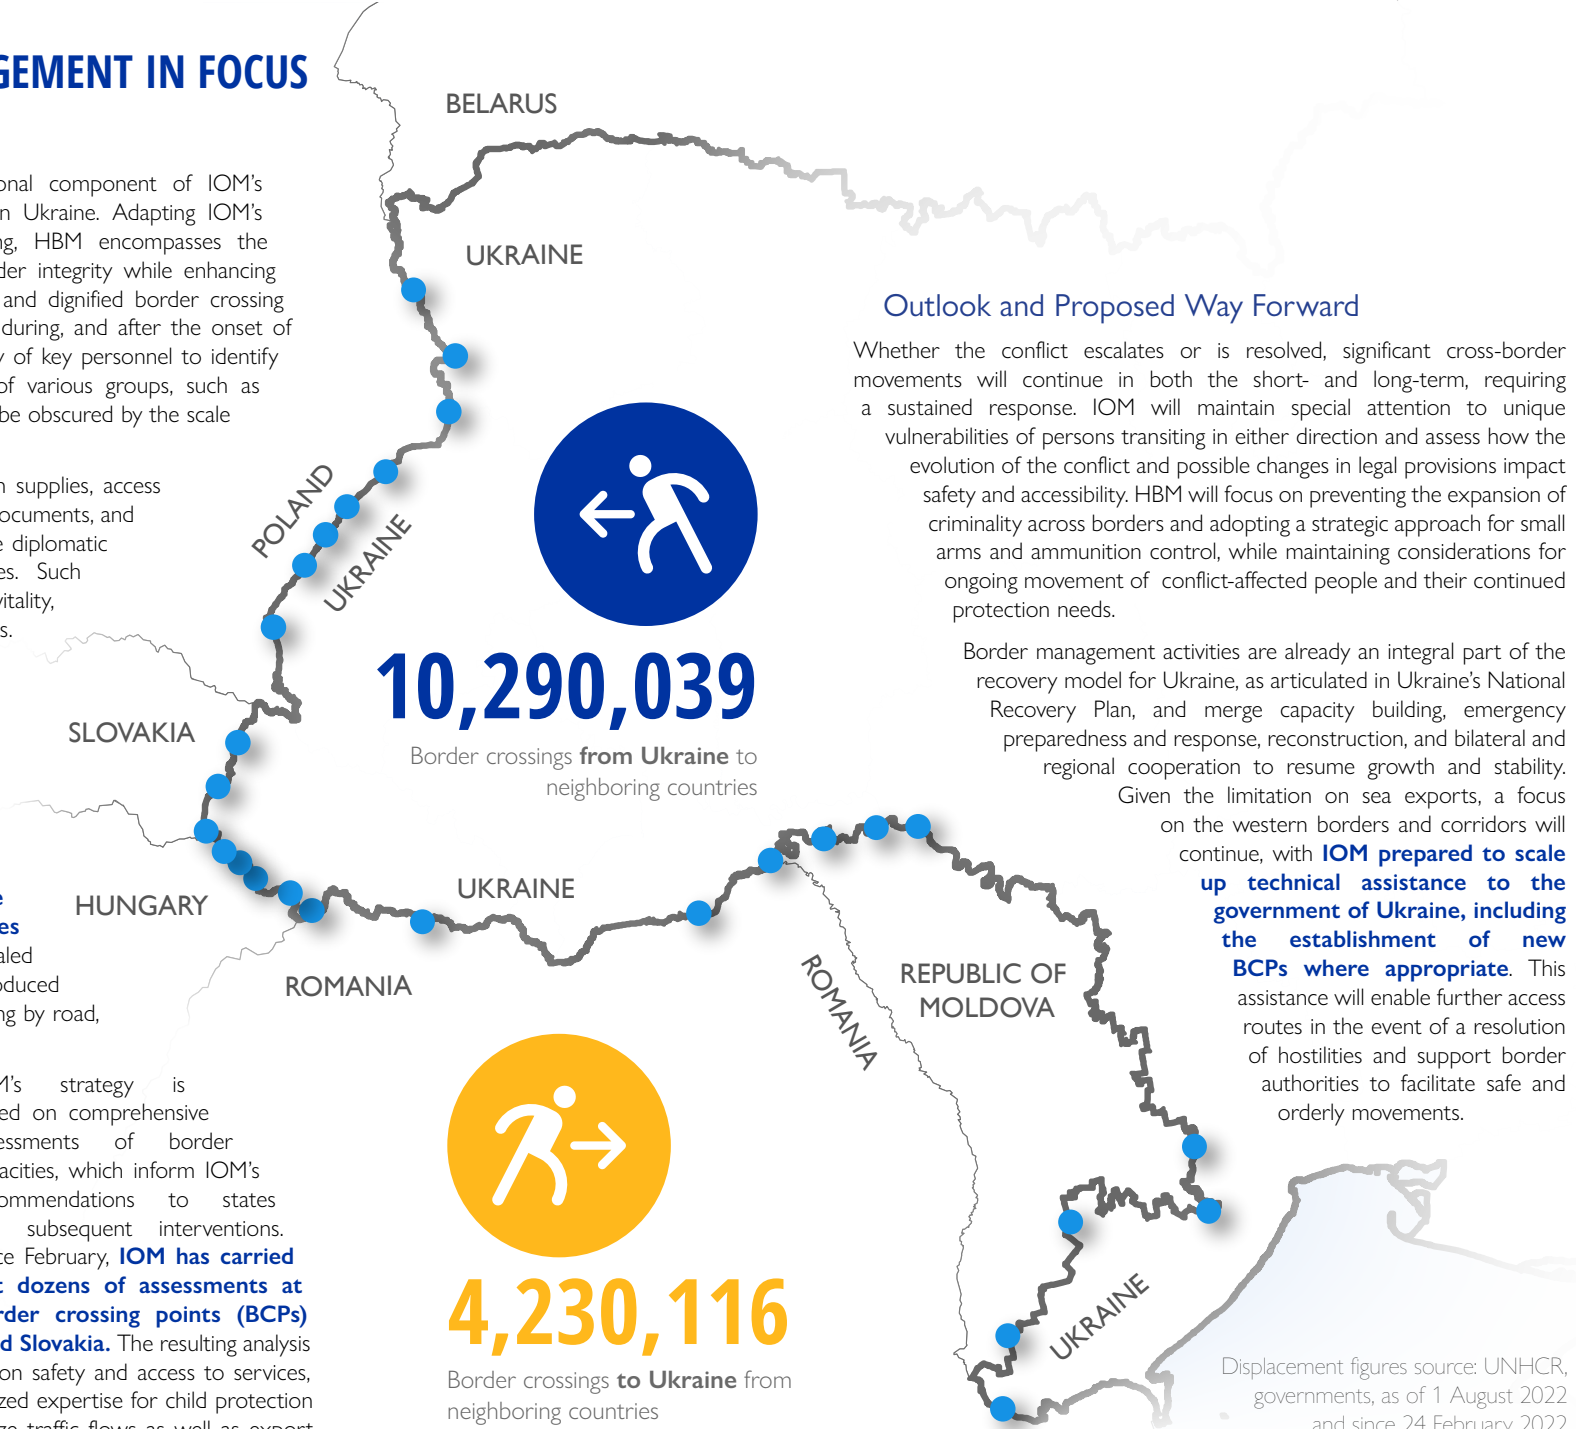 GEMENT IN FOCUS
onal component of IOM's
n Ukraine. Adapting IOM's
ng, HBM encompasses the
der integrity while enhancing
and dignified border crossing
during, and after the onset of
y of key personnel to identify
of various groups, such as
be obscured by the scale
n supplies, access
ocuments, and
e diplomatic
es. Such
vitality,
s.
e
es
aled
oduced
ng by road,
M's strategy is
ed on comprehensive
essments of border
acities, which inform IOM's
ommendations to states
subsequent interventions.
ce February, IOM has carried
t dozens of assessments at
rder crossing points (BCPs)
d Slovakia. The resulting analysis
on safety and access to services,
zed expertise for child protection
ze traffic flows as well as export
BELARUS
UKRAINE
POLAND
UKRAINE
SLOVAKIA
HUNGARY
UKRAINE
ROMANIA
ROMANIA
REPUBLIC OF
MOLDOVA
UKRAINE
10,290,039
Border crossings from Ukraine to
neighboring countries
4,230,116
Border crossings to Ukraine from
neighboring countries
Outlook and Proposed Way Forward
Whether the conflict escalates or is resolved, significant cross-border
movements will continue in both the short- and long-term, requiring
a sustained response. IOM will maintain special attention to unique
vulnerabilities of persons transiting in either direction and assess how the
evolution of the conflict and possible changes in legal provisions impact
safety and accessibility. HBM will focus on preventing the expansion of
criminality across borders and adopting a strategic approach for small
arms and ammunition control, while maintaining considerations for
ongoing movement of conflict-affected people and their continued
protection needs.
Border management activities are already an integral part of the
recovery model for Ukraine, as articulated in Ukraine's National
Recovery Plan, and merge capacity building, emergency
preparedness and response, reconstruction, and bilateral and
regional cooperation to resume growth and stability.
Given the limitation on sea exports, a focus
on the western borders and corridors will
continue, with IOM prepared to scale
up technical assistance to the
government of Ukraine, including
the establishment of new
BCPs where appropriate. This
assistance will enable further access
routes in the event of a resolution
of hostilities and support border
authorities to facilitate safe and
orderly movements.
Displacement figures source: UNHCR,
governments, as of 1 August 2022
and since 24 February 2022